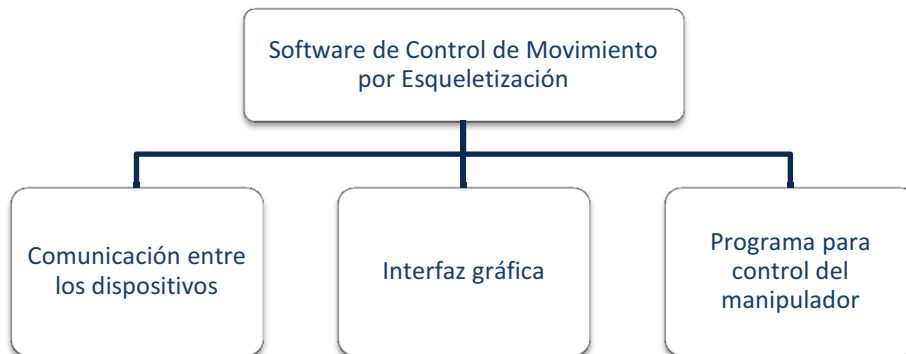 Software de Control de Movimiento
por Esqueletización
Comunicación entre
los dispositivos
Interfaz gráfica
Programa para
control del
manipulador